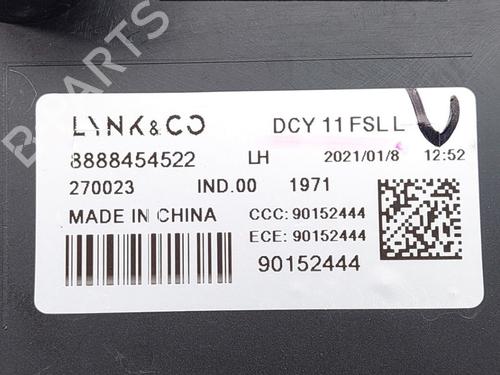 LYNK&CO DCY 11 FSL L
8888454522 LH 2021/01/8 12:52
270023 IND.00 1971
MADE IN CHINA CCC: 90152444
ECE: 90152444
90152444